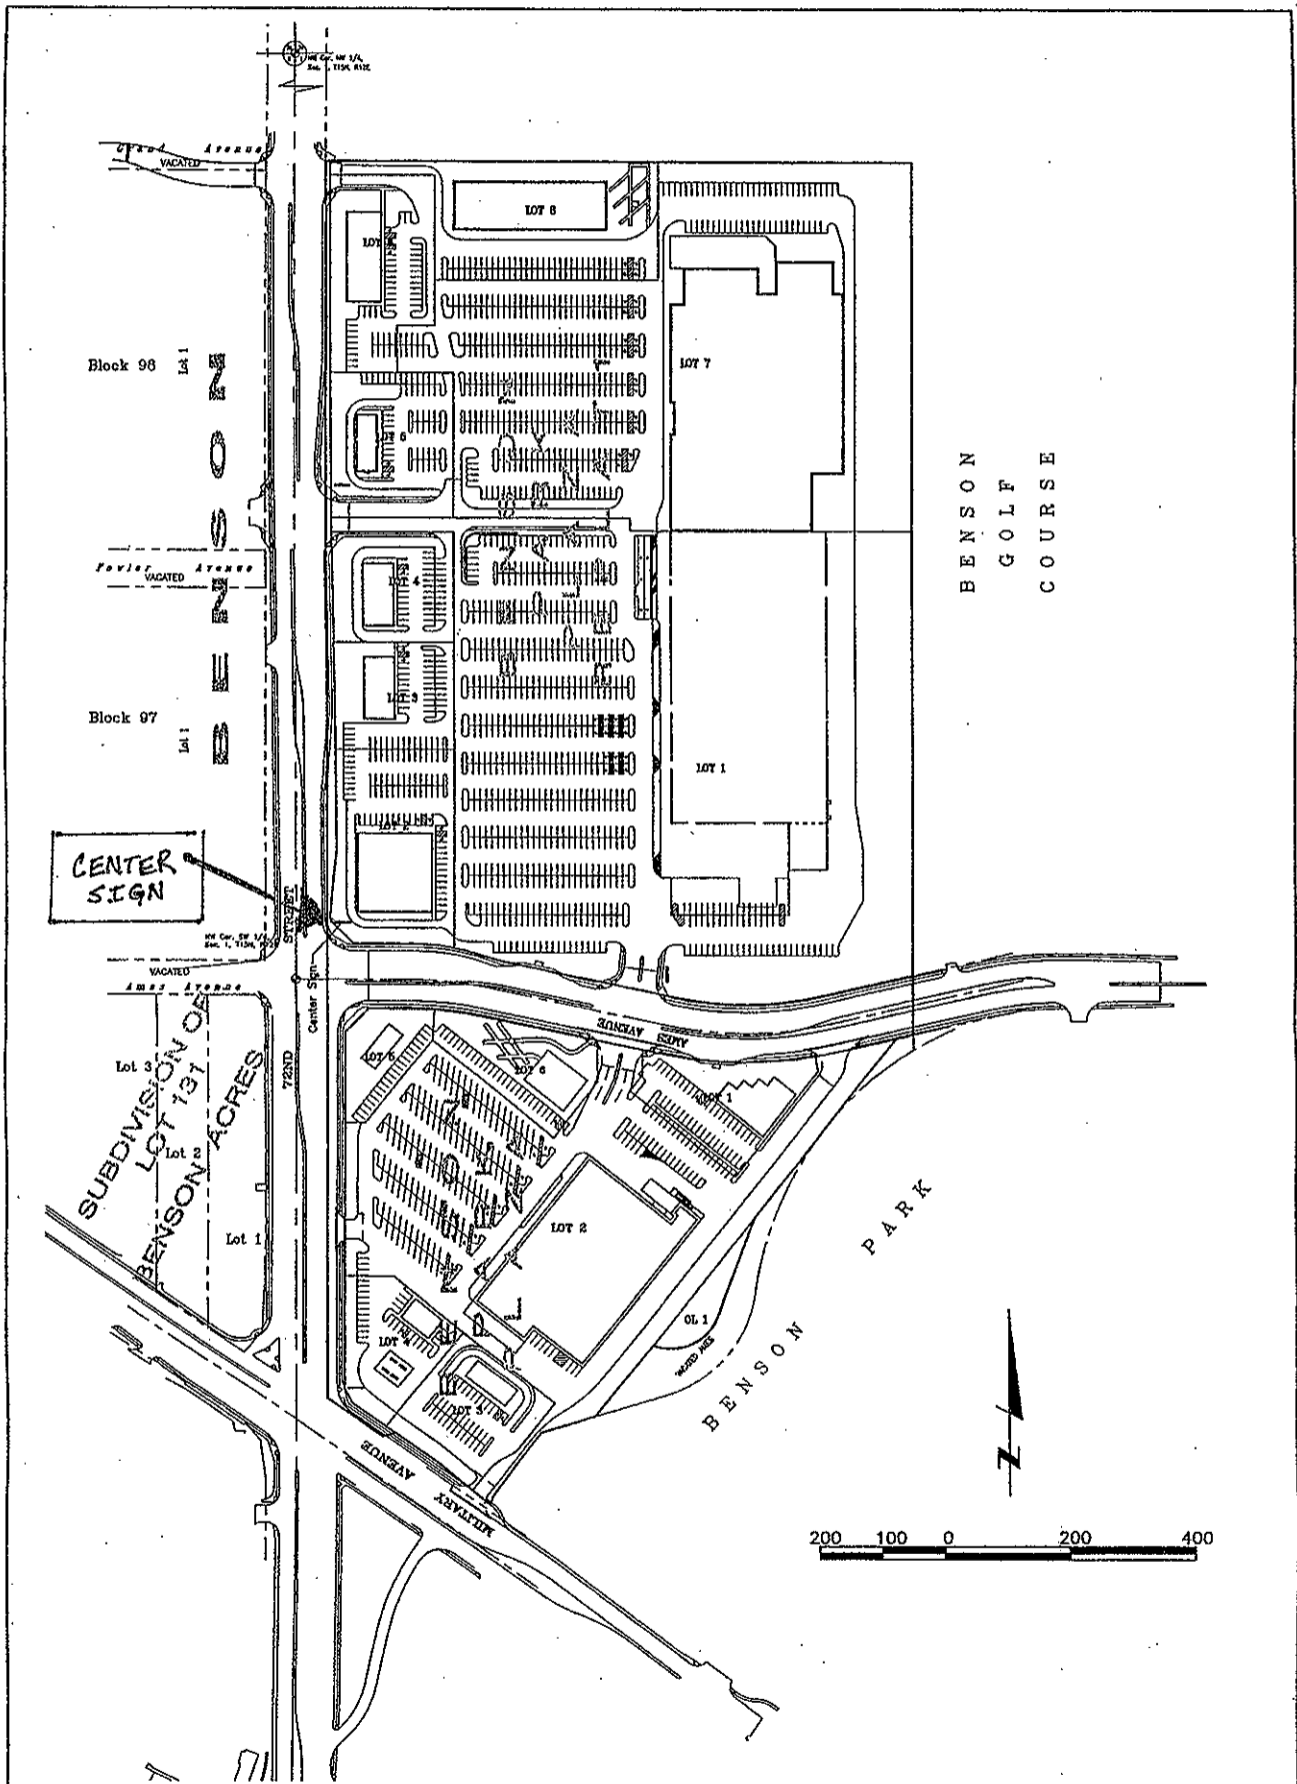 Grand Avenue
VACATED
LOT 8
LOT
LOT 7
Block 98
Lot 1
BENSON
LOT 5
BENSON
GOLF
COURSE
Fowler Avenue
VACATED
LOT 4
LOT 3
Block 97
Lot 1
LOT 1
LOT 2
CENTER
SIGN
STREET
VACATED
Ames Avenue
Center Sign
72ND
AMES
AVENUE
SUBDIVISION OF
LOT 131
BENSON ACRES
Lot 3
Lot 2
Lot 1
LOT 5
LOT 6
LOT 1
LOT 2
OL 1
BENSON PARK
LOT 4
LOT 3
MILITARY AVENUE
N
200 100 0 200 400